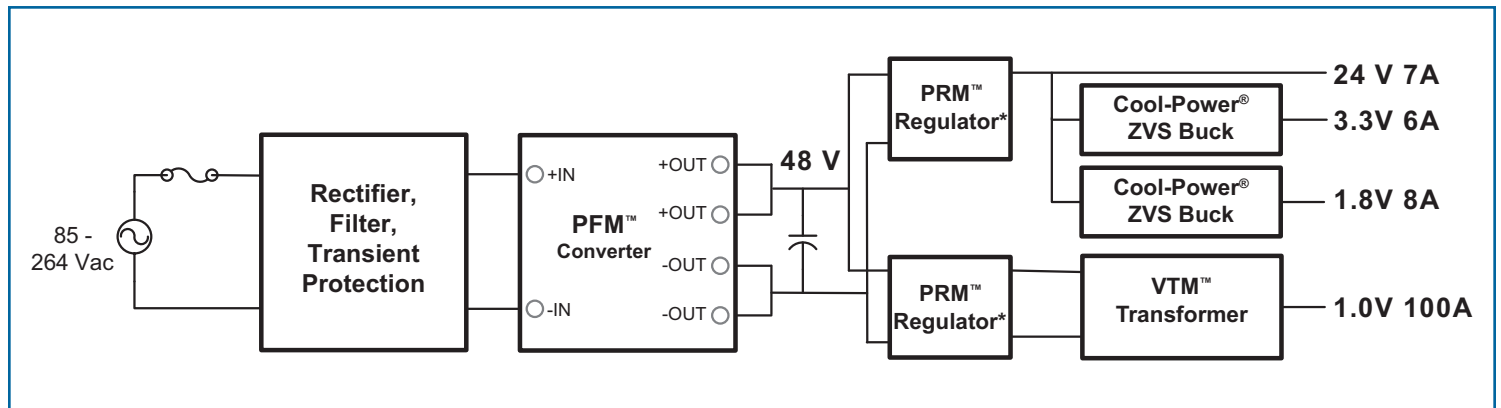 85 -
264 Vac
Rectifier,
Filter,
Transient
Protection
+IN
-IN
PFM™
Converter
+OUT
+OUT
-OUT
-OUT
48 V
PRM™
Regulator*
PRM™
Regulator*
Cool-Power®
ZVS Buck
Cool-Power®
ZVS Buck
VTM™
Transformer
24 V 7A
3.3V 6A
1.8V 8A
1.0V 100A